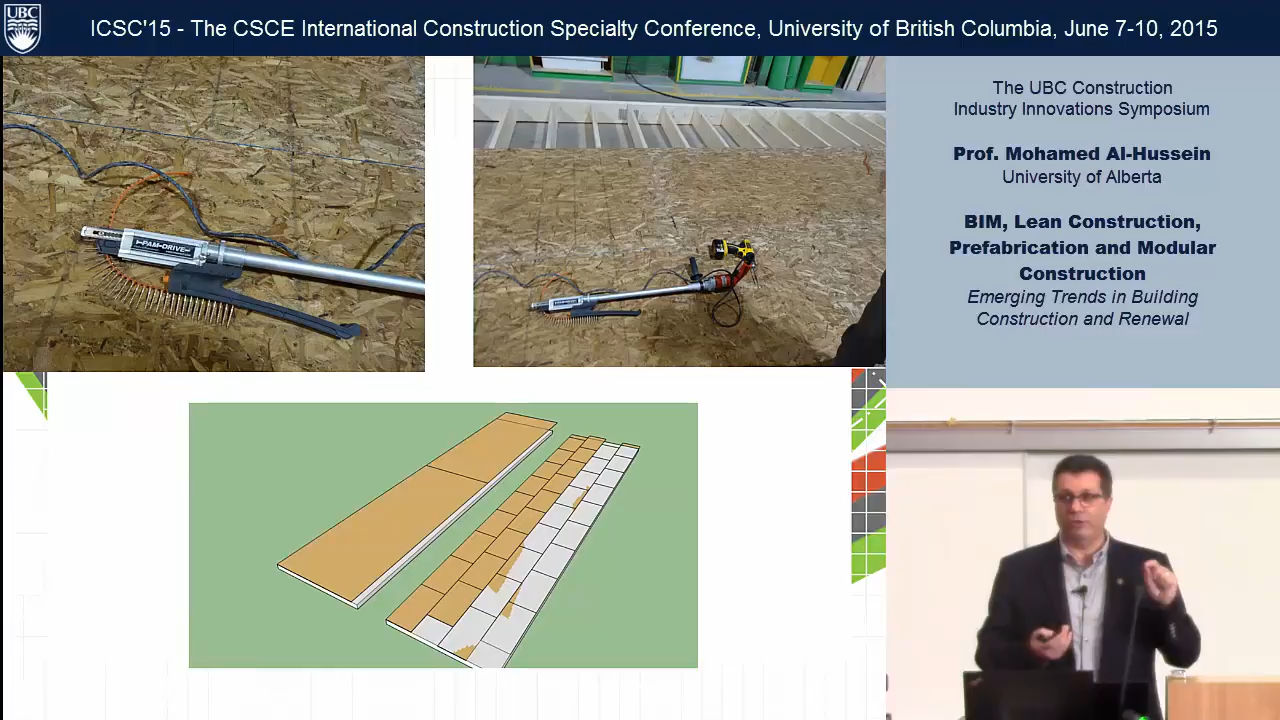 UBC
ICSC'15 - The CSCE International Construction Specialty Conference, University of British Columbia, June 7-10, 2015
The UBC Construction
Industry Innovations Symposium
Prof. Mohamed Al-Hussein
University of Alberta
BIM, Lean Construction,
Prefabrication and Modular
Construction
Emerging Trends in Building
Construction and Renewal
PAM-DRIVE